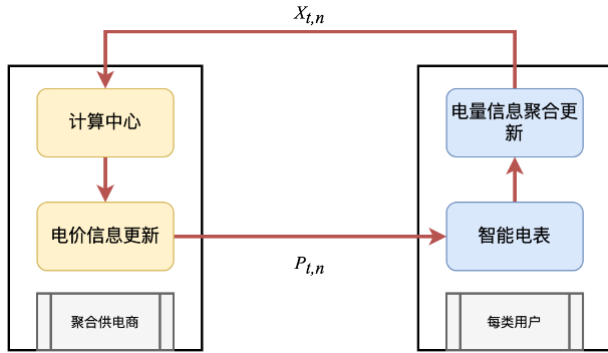 X_{t,n}
计算中心
电量信息聚合更
新
电价信息更新
智能电表
P_{t,n}
聚合供电商
每类用户